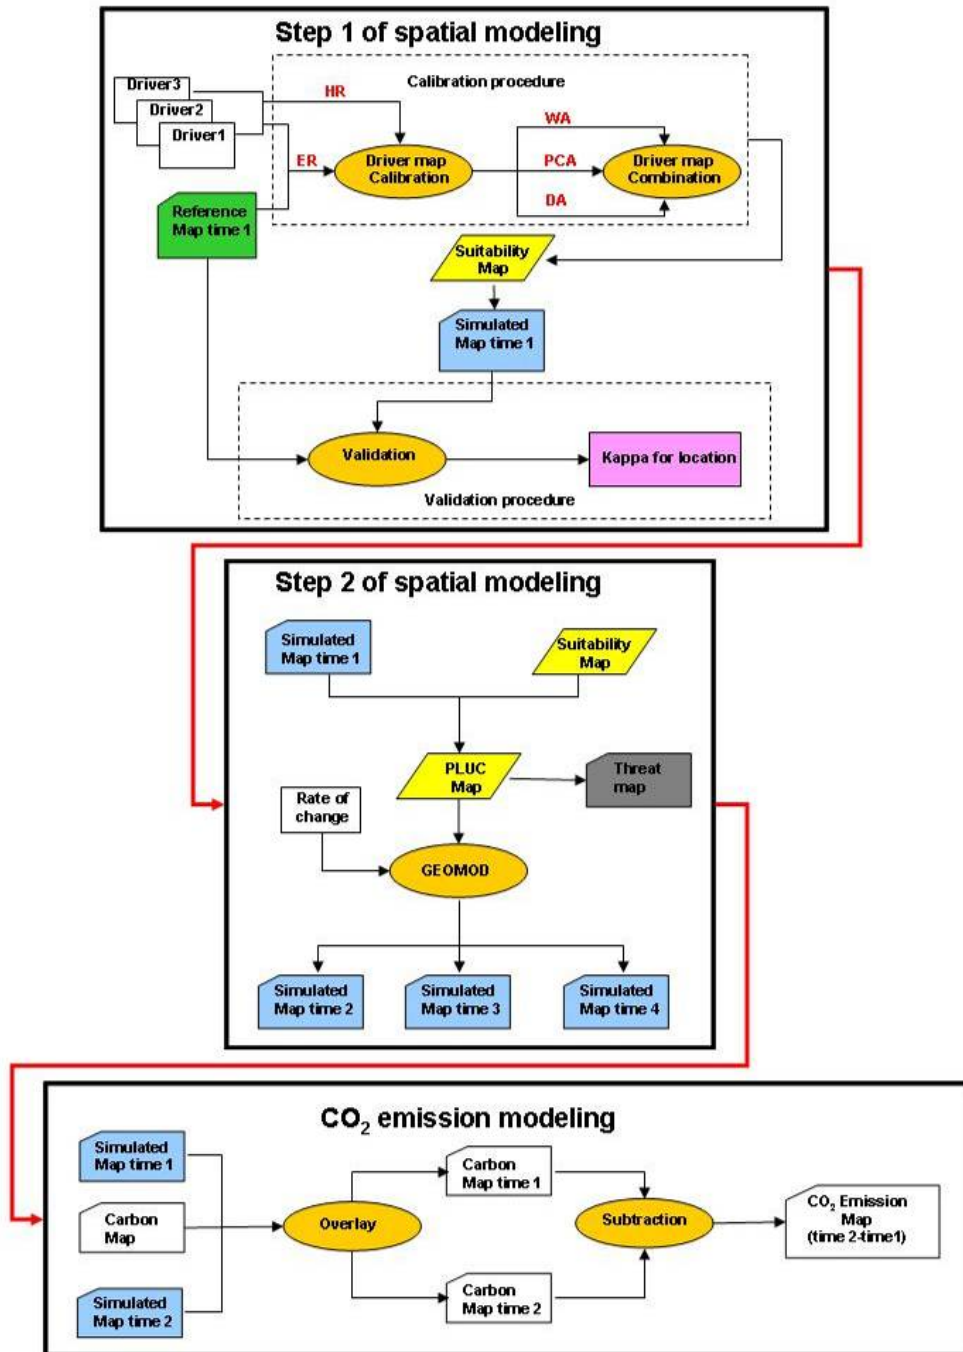 Step 1 of spatial modeling
Calibration procedure
Driver3
Driver2
Driver1
HR
ER
Driver map
Calibration
WA
PCA
DA
Driver map
Combination
Reference
Map time 1
Suitability
Map
Simulated
Map time 1
Validation
Kappa for location
Validation procedure
Step 2 of spatial modeling
Simulated
Map time 1
Suitability
Map
PLUC
Map
Threat
map
Rate of
change
GEOMOD
Simulated
Map time 2
Simulated
Map time 3
Simulated
Map time 4
CO₂ emission modeling
Simulated
Map time 1
Carbon
Map
Simulated
Map time 2
Overlay
Carbon
Map time 1
Carbon
Map time 2
Subtraction
CO₂ Emission
Map
(time 2-time1)